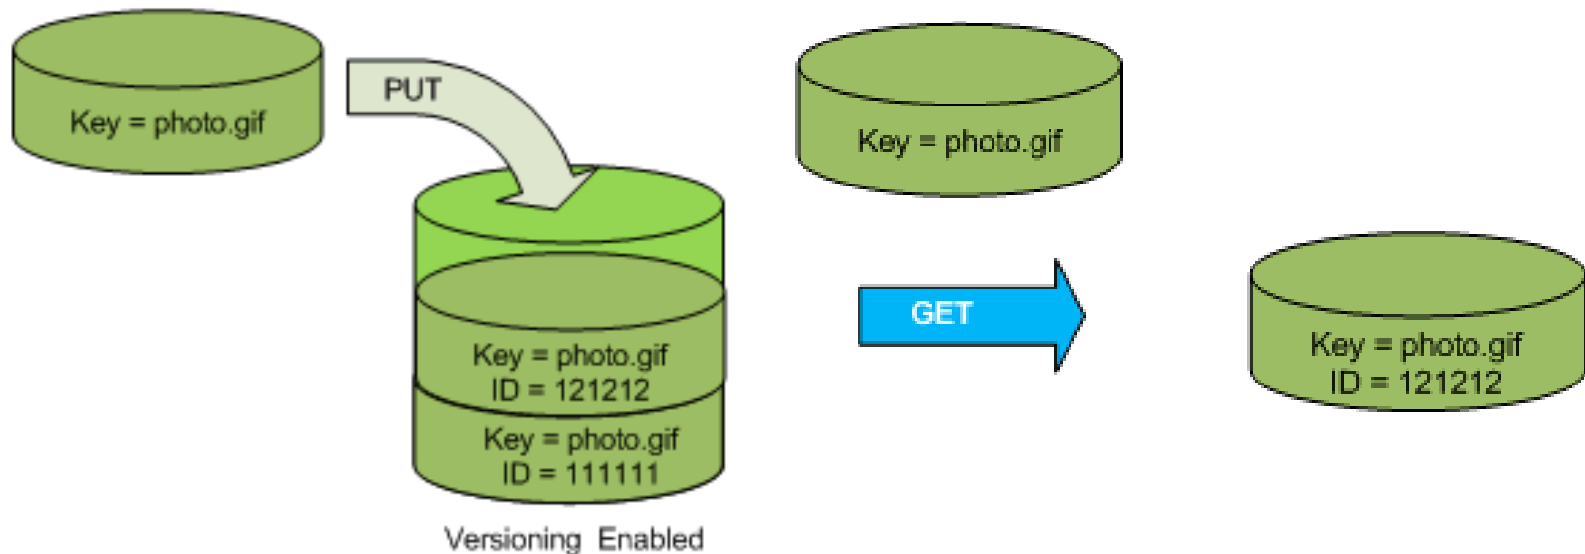 Key = photo.gif
PUT
Key = photo.gif
ID = 121212
Key = photo.gif
ID = 111111
Versioning Enabled
Key = photo.gif
GET
Key = photo.gif
ID = 121212